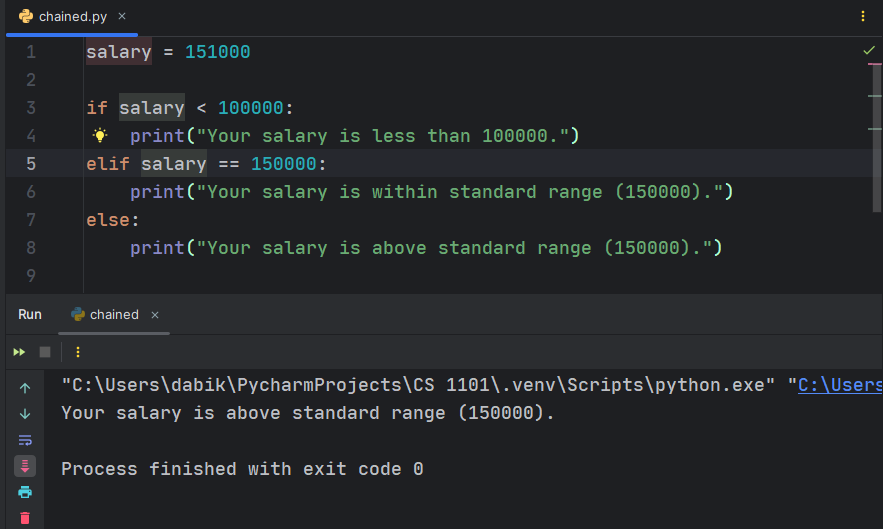 chained.py ×
1 salary = 151000
2
3 if salary < 100000:
4     print("Your salary is less than 100000.")
5 elif salary == 150000:
6     print("Your salary is within standard range (150000).")
7 else:
8     print("Your salary is above standard range (150000).")
9
Run chained ×
"C:\Users\dabik\PycharmProjects\CS 1101\.venv\Scripts\python.exe" "C:\Users
Your salary is above standard range (150000).
Process finished with exit code 0